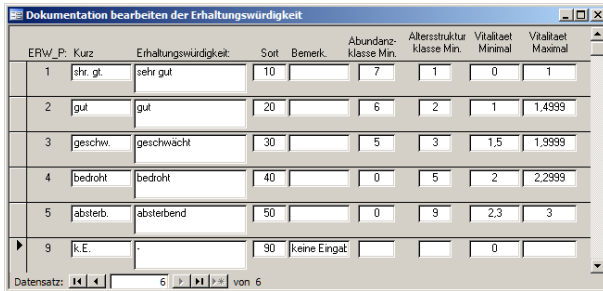 Dokumentation bearbeiten der Erhaltungswürdigkeit
ERW_P: Kurz Erhaltungswürdigkeit: Sort Bemerk. Abundanz-klasse Min. Altersstruktur klasse Min. Vitalitaet Minimal Vitalitaet Maximal
1 shr. gt. sehr gut 10 7 1 0 1
2 gut gut 20 6 2 1 1,4999
3 geschw. geschwächt 30 5 3 1,5 1,9999
4 bedroht bedroht 40 0 5 2 2,2999
5 absterb. absterbend 50 0 9 2,3 3
9 k.E. - 90 keine Eingab 0
Datensatz: 6 von 6